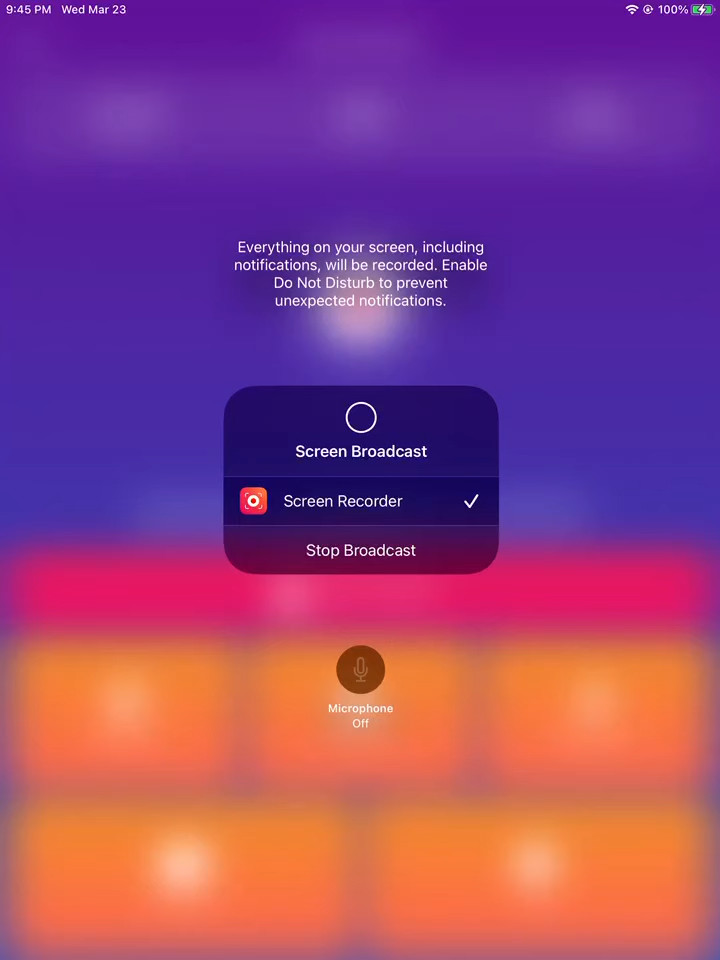 9:45 PM Wed Mar 23
100%
Everything on your screen, including
notifications, will be recorded. Enable
Do Not Disturb to prevent
unexpected notifications.
Screen Broadcast
Screen Recorder
Stop Broadcast
Microphone
Off